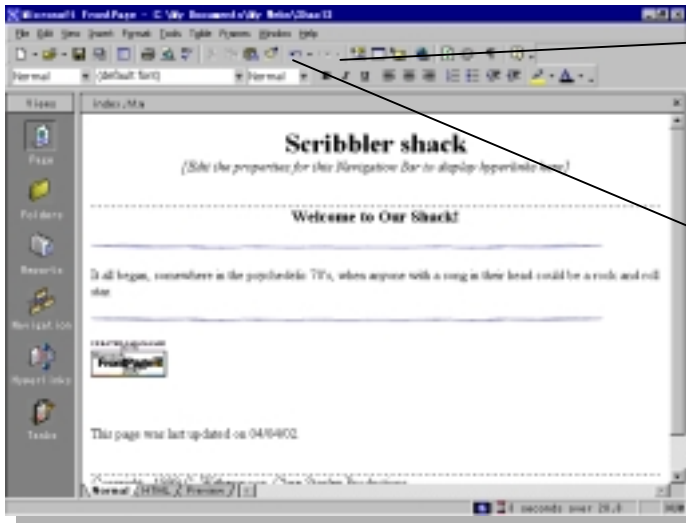 Microsoft FrontPage - C:\My Documents\My Webs\Shack
File Edit View Insert Format Tools Table Frames Window Help
Normal (default font) Normal B I U A
Views index.htm
Page
Folders
Reports
Navigation
Hyperlinks
Tasks
Scribbler shack
[Edit the properties for this Navigation Bar to display hyperlinks here]
Welcome to Our Shack!
It all began, somewhere in the psychedelic 70's, when anyone with a song in their head could be a rock and roll
star.
FrontPage
This page was last updated on 04/04/02.
Normal HTML Preview
seconds over 28.8 NUM